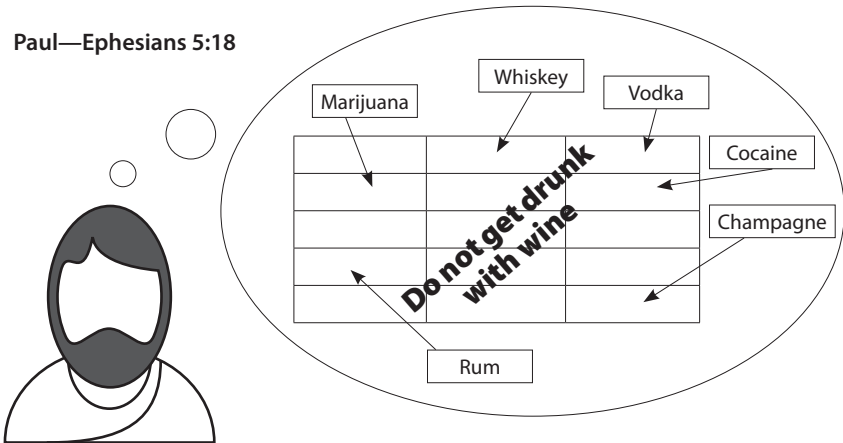 Paul—Ephesians 5:18
Whiskey
Marijuana
Vodka
Cocaine
Do not get drunk
with wine
Champagne
Rum